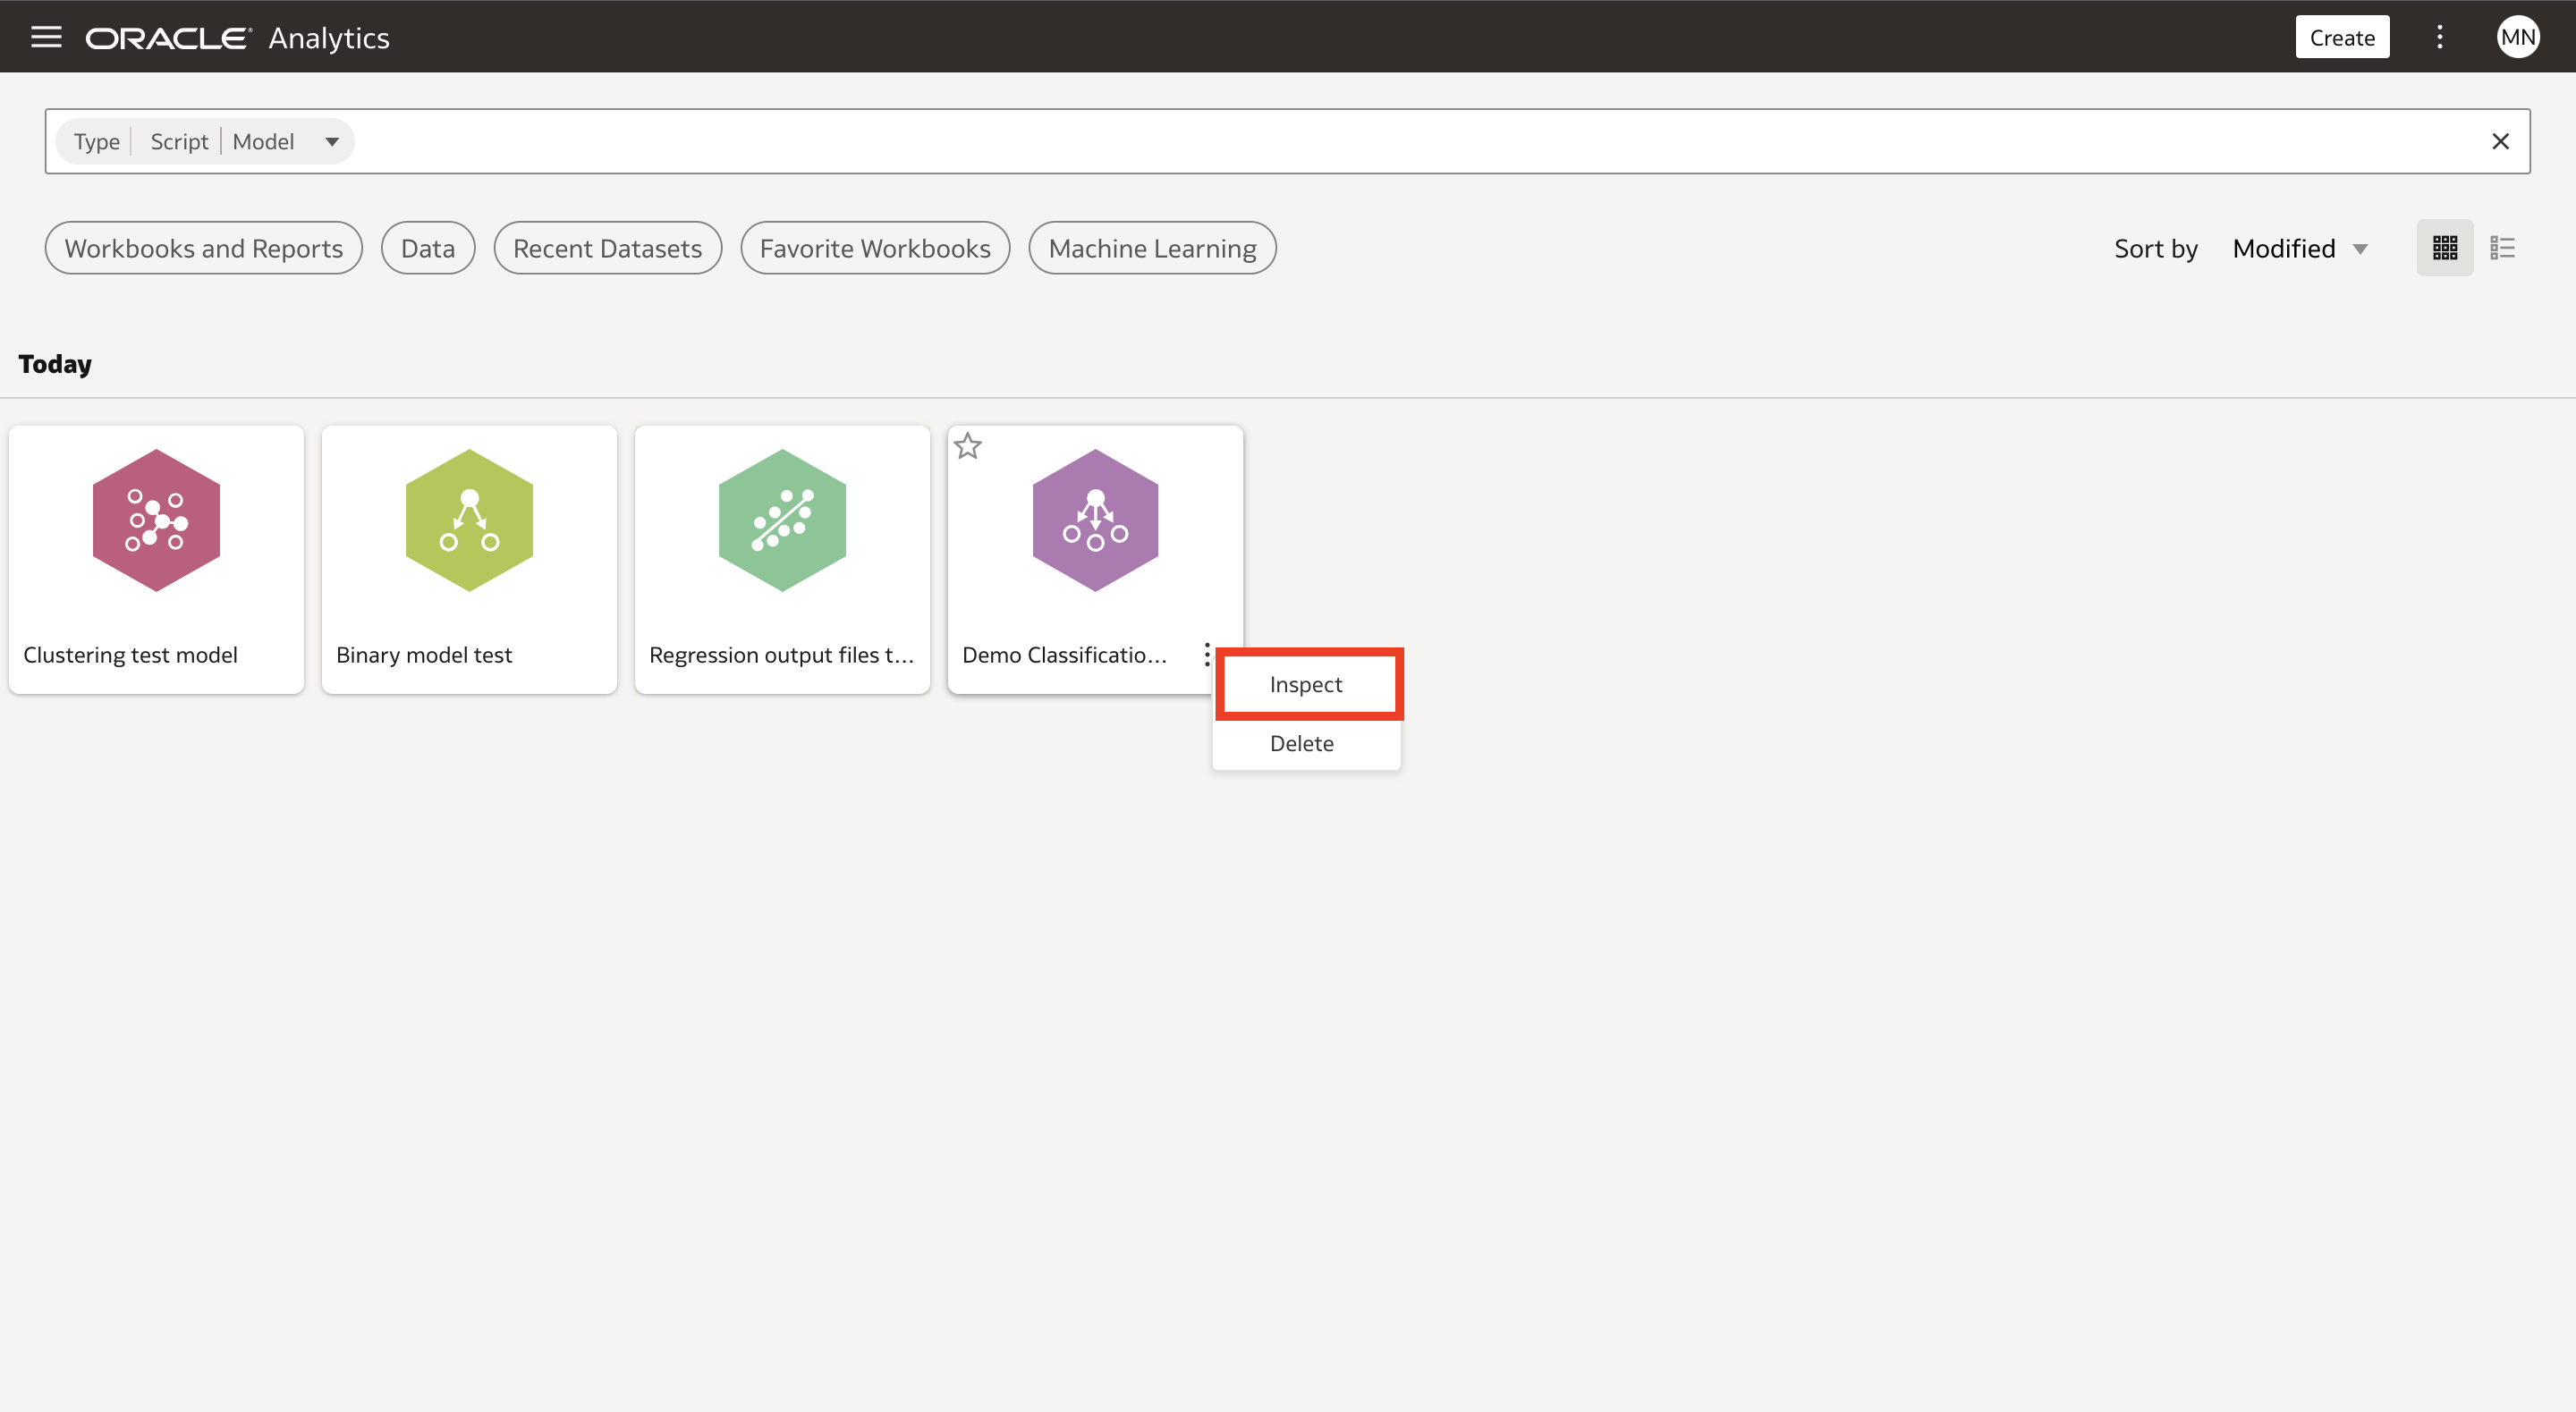 ORACLE Analytics
Create
MN
Type Script Model
Workbooks and Reports
Data
Recent Datasets
Favorite Workbooks
Machine Learning
Sort by Modified
Today
Clustering test model
Binary model test
Regression output files t...
Demo Classificatio...
Inspect
Delete